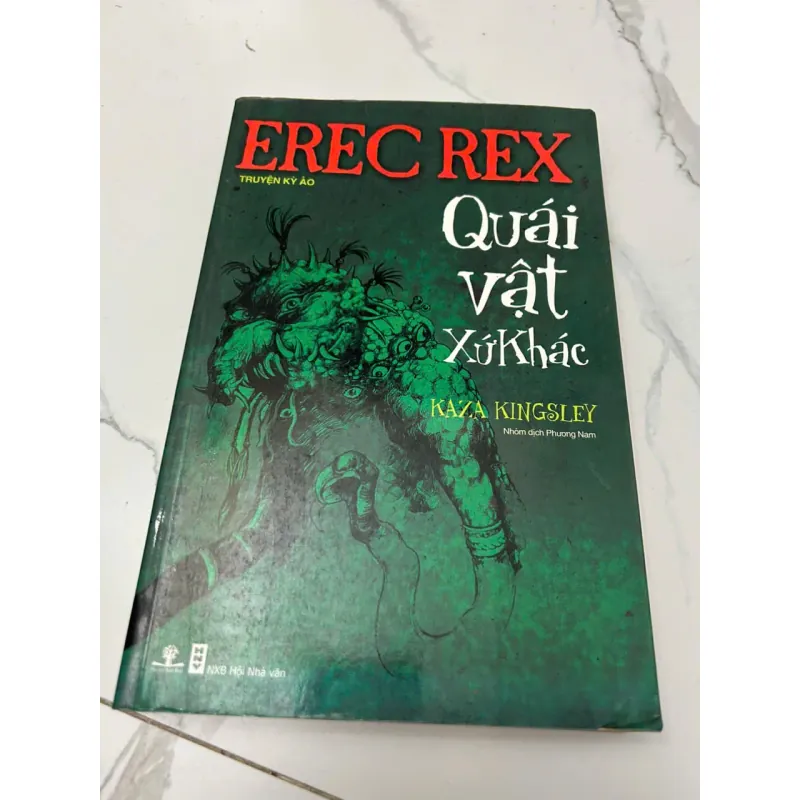 EREC REX
TRUYỆN KỲ ẢO
Quái
vật
Xứ Khác
KAZA KINGSLEY
Nhóm dịch Phương Nam
HNV
NXB Hội Nhà văn